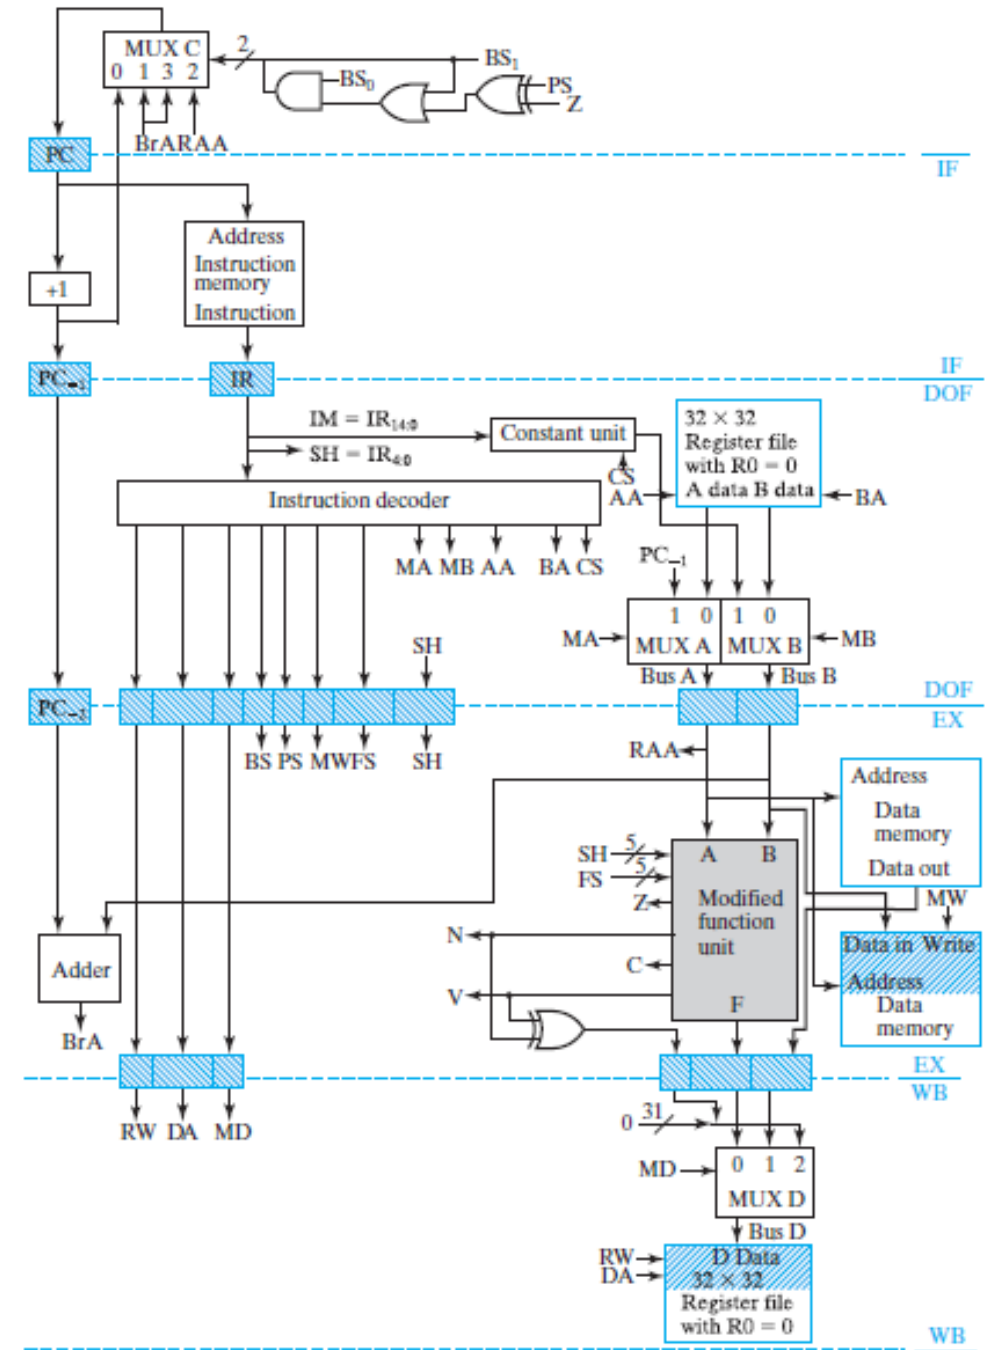 MUX C
0 1 3 2
2
BS1
BS0
PS
Z
BrA RAA
PC
IF
Address
Instruction
memory
Instruction
+1
PC-1
IR
IF
DOF
IM = IR14:0
SH = IR4:0
Constant unit
CS
32 × 32
Register file
with R0 = 0
A data B data
AA
BA
Instruction decoder
MA MB AA BA CS
PC-1
1 0 1 0
MA
MUX A MUX B
MB
Bus A
Bus B
SH
PC-2
DOF
EX
BS PS MW FS SH
RAA
Address
Data
memory
Data out
MW
SH 5
FS 5
A B
Modified
function
unit
F
Z
N
C
V
Data in Write
Address
Data
memory
Adder
BrA
EX
WB
RW DA MD
0 31
MD
0 1 2
MUX D
Bus D
RW
DA
D Data
32 × 32
Register file
with R0 = 0
WB